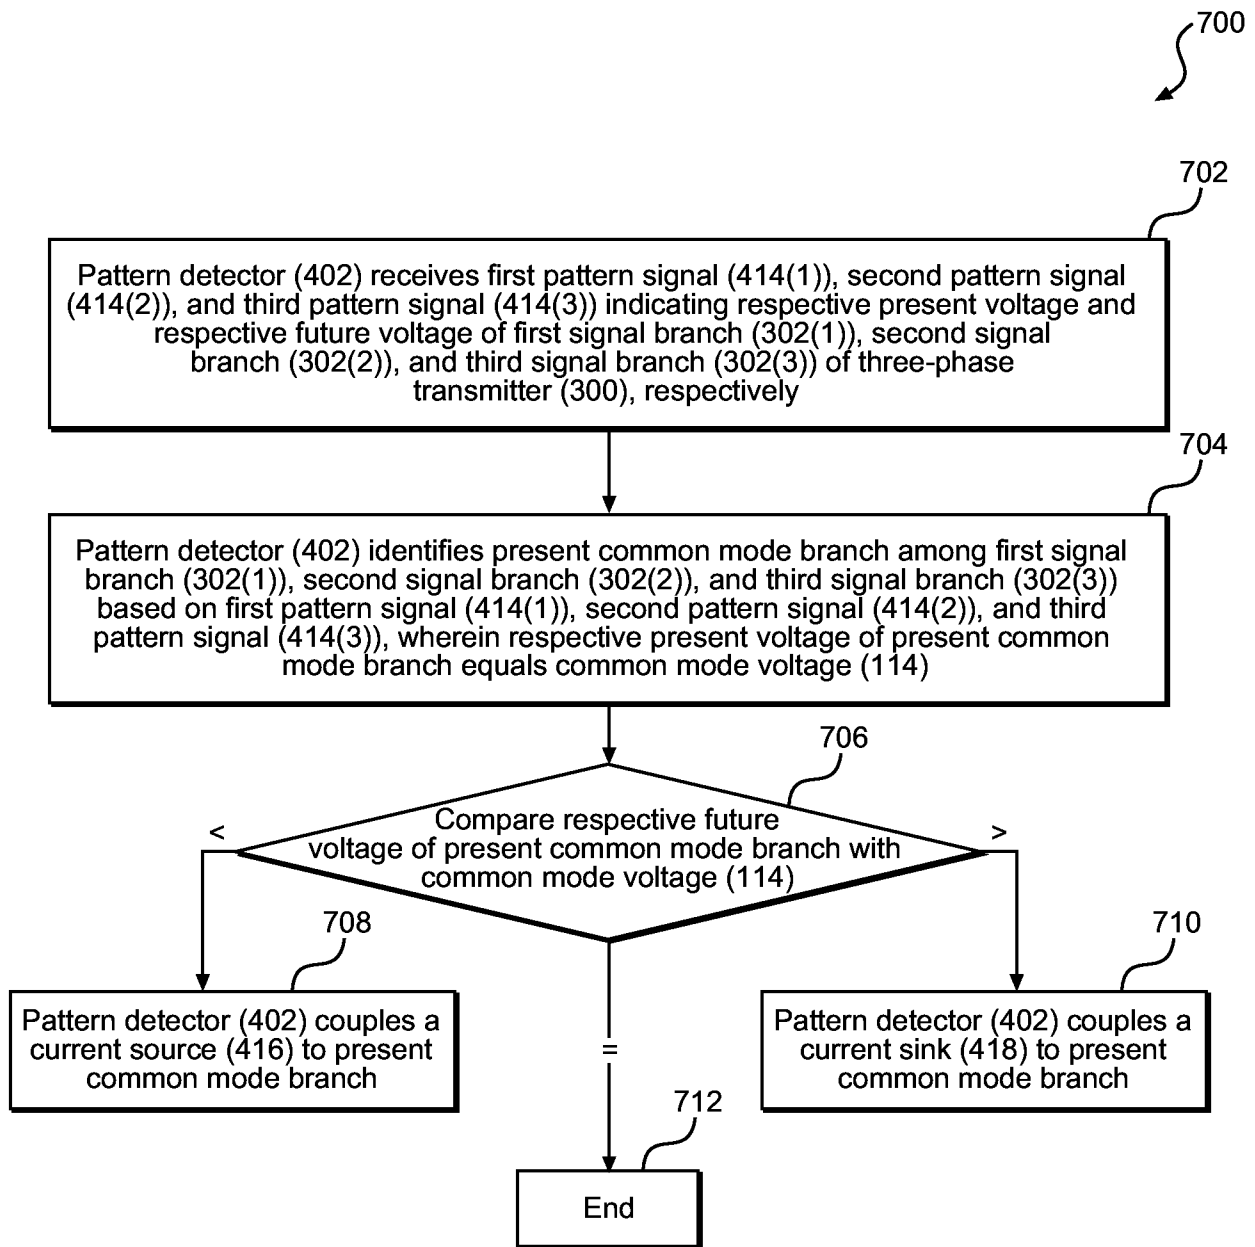 700
702
Pattern detector (402) receives first pattern signal (414(1)), second pattern signal
(414(2)), and third pattern signal (414(3)) indicating respective present voltage and
respective future voltage of first signal branch (302(1)), second signal
branch (302(2)), and third signal branch (302(3)) of three-phase
transmitter (300), respectively
704
Pattern detector (402) identifies present common mode branch among first signal
branch (302(1)), second signal branch (302(2)), and third signal branch (302(3))
based on first pattern signal (414(1)), second pattern signal (414(2)), and third
pattern signal (414(3)), wherein respective present voltage of present common
mode branch equals common mode voltage (114)
706
Compare respective future
voltage of present common mode branch with
common mode voltage (114)
<
>
708
Pattern detector (402) couples a
current source (416) to present
common mode branch
710
Pattern detector (402) couples a
current sink (418) to present
common mode branch
=
712
End